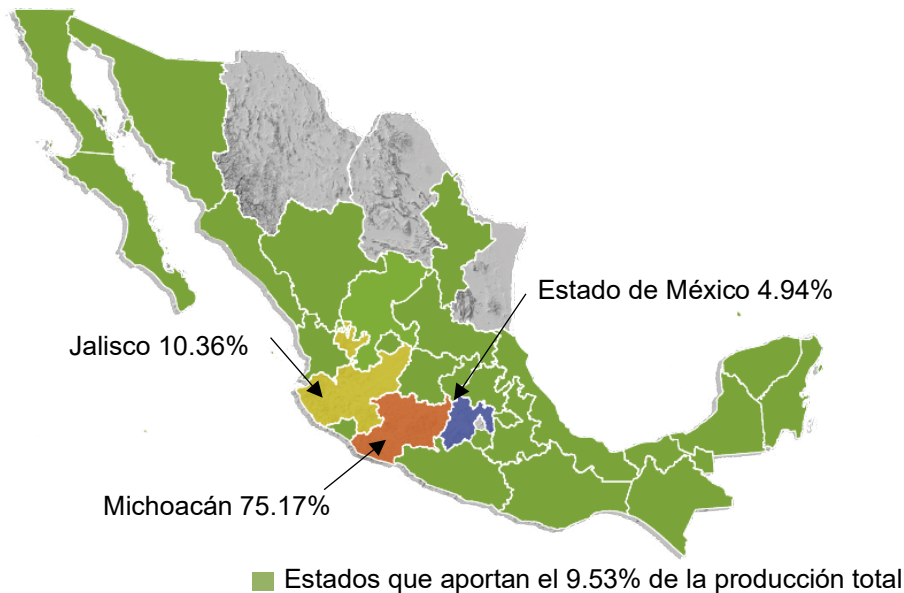 Estado de México 4.94%
Jalisco 10.36%
Michoacán 75.17%
Estados que aportan el 9.53% de la producción total